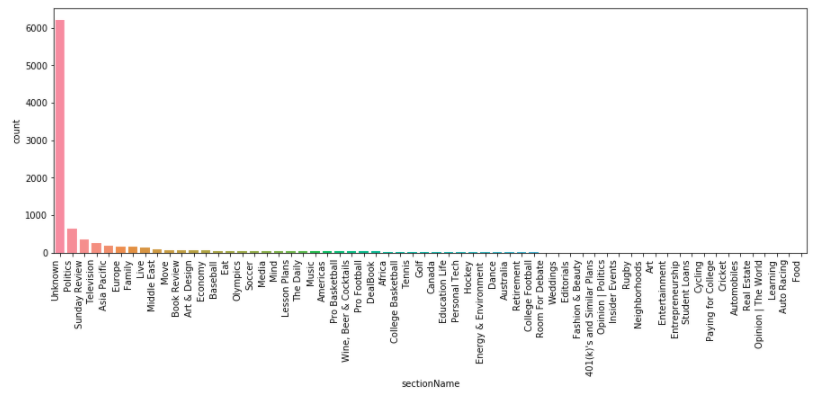 6000
5000
4000
3000
2000
1000
0
count
Unknown
Politics
Sunday Review
Television
Asia Pacific
Europe
Family
Live
Middle East
Move
Book Review
Art & Design
Economy
Baseball
Eat
Olympics
Soccer
Media
Mind
Lesson Plans
The Daily
Music
Americas
Pro Basketball
Wine, Beer & Cocktails
Pro Football
DealBook
Africa
College Basketball
Tennis
Golf
Canada
Education Life
Personal Tech
Hockey
Energy & Environment
Dance
Australia
Retirement
College Football
Room For Debate
Weddings
Editorials
Fashion & Beauty
401(k)'s and Similar Plans
Opinion | Politics
Insider Events
Rugby
Neighborhoods
Art
Entertainment
Entrepreneurship
Student Loans
Cycling
Paying for College
Cricket
Automobiles
Real Estate
Opinion | The World
Learning
Auto Racing
Food
sectionName